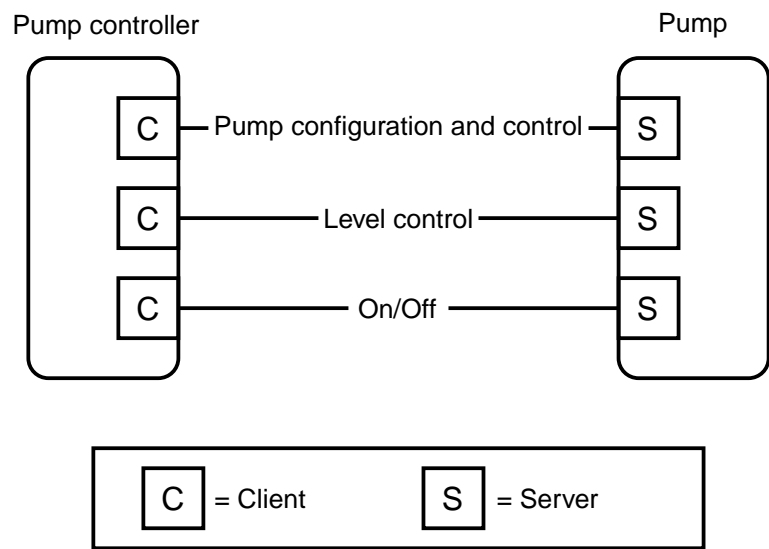 Pump controller
Pump
C Pump configuration and control S
C Level control S
C On/Off S
C = Client S = Server